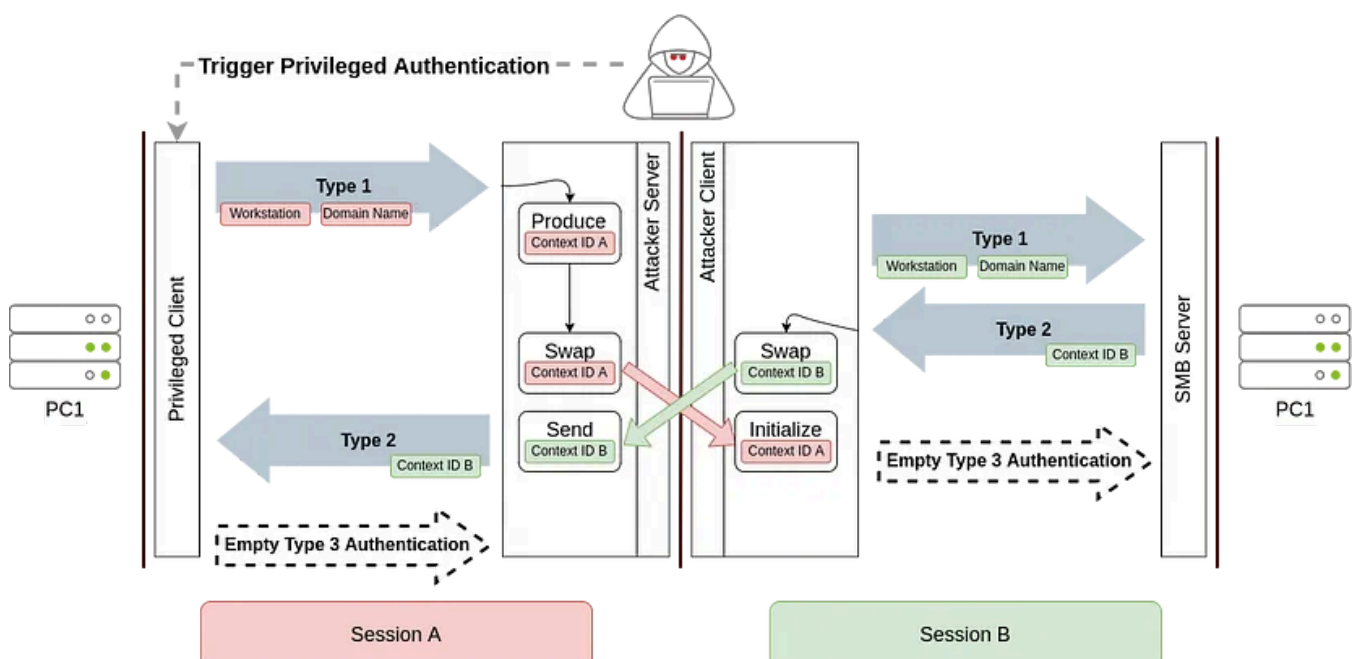 Trigger Privileged Authentication
Privileged Client
Type 1
Workstation
Domain Name
Produce
Context ID A
Swap
Context ID A
Send
Context ID B
Attacker Server
Attacker Client
Swap
Context ID B
Initialize
Context ID A
Type 1
Workstation
Domain Name
Type 2
Context ID B
SMB Server
PC1
PC1
Type 2
Context ID B
Empty Type 3 Authentication
Empty Type 3 Authentication
Session A
Session B